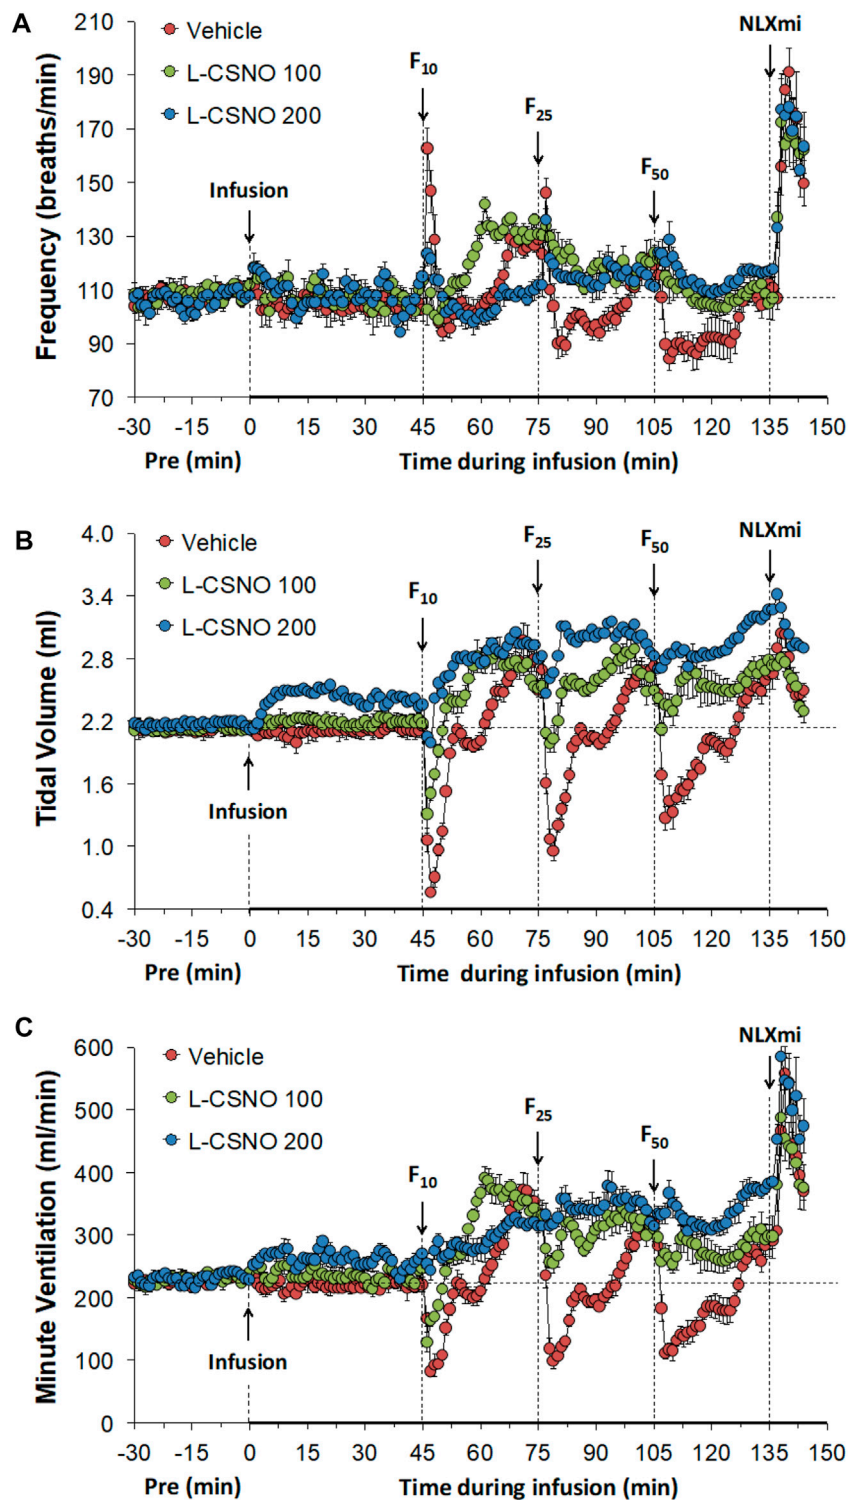 A
Vehicle
L-CSNO 100
L-CSNO 200
Infusion
F10
F25
F50
NLXmi
Frequency (breaths/min)
210
190
170
150
130
110
90
70
-30 -15 0 15 30 45 60 75 90 105 120 135 150
Pre (min) Time during infusion (min)
B
Vehicle
L-CSNO 100
L-CSNO 200
Infusion
F10
F25
F50
NLXmi
Tidal Volume (ml)
4.0
3.4
2.8
2.2
1.6
1.0
0.4
-30 -15 0 15 30 45 60 75 90 105 120 135 150
Pre (min) Time during infusion (min)
C
Vehicle
L-CSNO 100
L-CSNO 200
Infusion
F10
F25
F50
NLXmi
Minute Ventilation (ml/min)
600
500
400
300
200
100
0
-30 -15 0 15 30 45 60 75 90 105 120 135 150
Pre (min) Time during infusion (min)